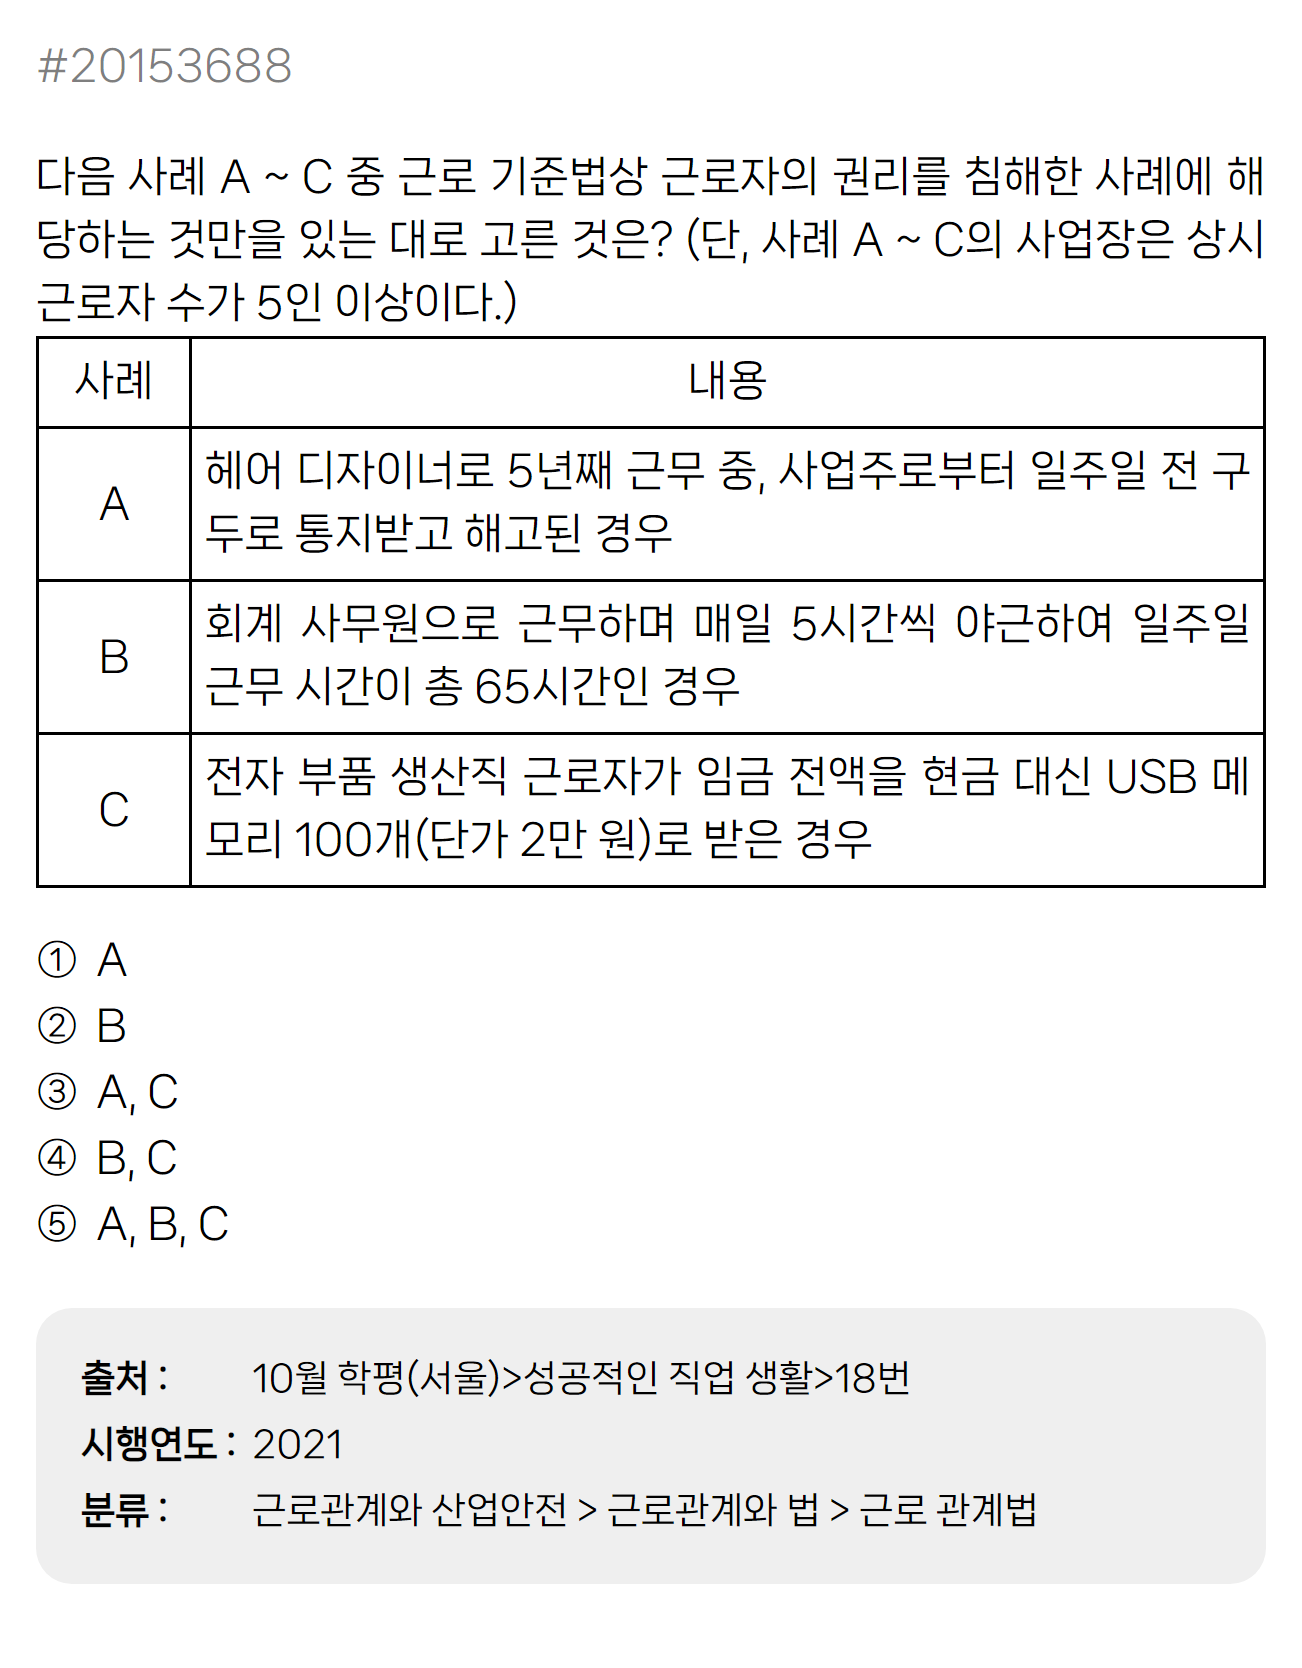 #20153688
다음 사례 A ~ C 중 근로 기준법상 근로자의 권리를 침해한 사례에 해
당하는 것만을 있는 대로 고른 것은? (단, 사례 A ~ C의 사업장은 상시
근로자 수가 5인 이상이다.)
사례 내용
A
헤어 디자이너로 5년째 근무 중, 사업주로부터 일주일 전 구
두로 통지받고 해고된 경우
B
회계 사무원으로 근무하며 매일 5시간씩 야근하여 일주일
근무 시간이 총 65시간인 경우
C
전자 부품 생산직 근로자가 임금 전액을 현금 대신 USB 메
모리 100개(단가 2만 원)로 받은 경우
① A
② B
③ A, C
④ B, C
⑤ A, B, C
출처 : 10월 학평(서울)>성공적인 직업 생활>18번
시행연도 : 2021
분류 : 근로관계와 산업안전 > 근로관계와 법 > 근로 관계법